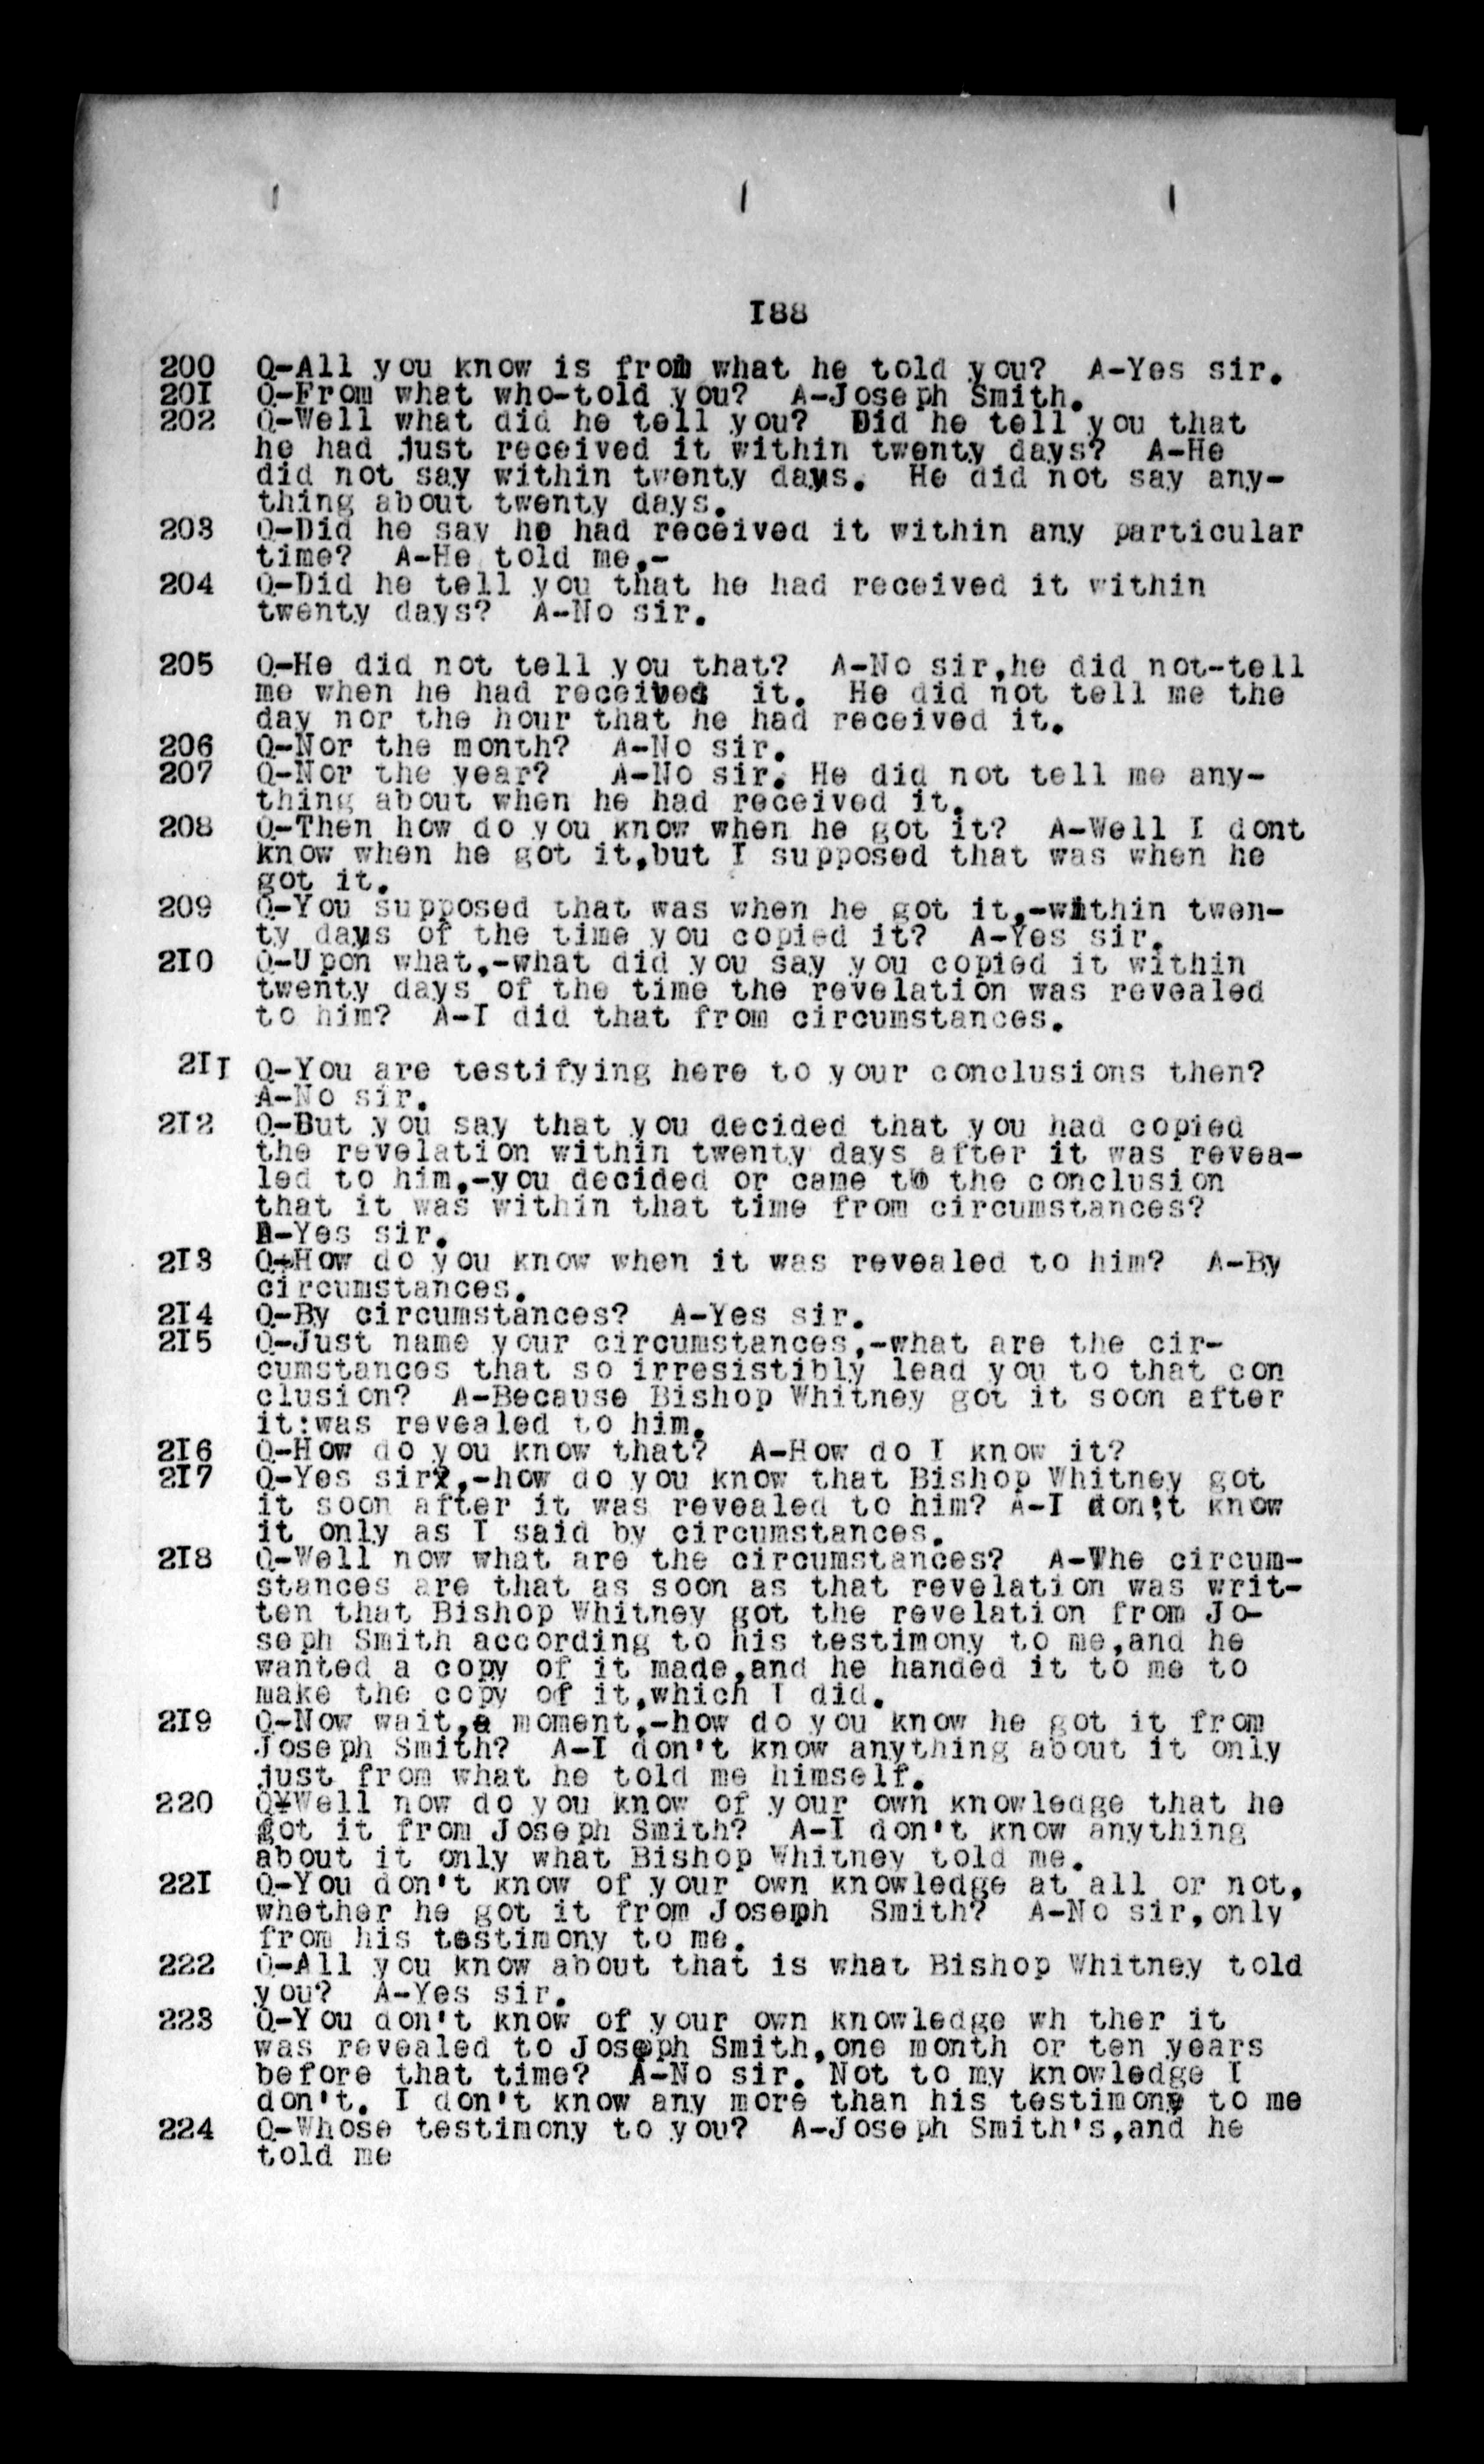 I88
200 Q-All you know is from what he told you? A-Yes sir.
20I Q-From what who-told you? A-Joseph Smith.
202 Q-Well what did he tell you? Did he tell you that
he had just received it within twenty days? A-He
did not say within twenty days. He did not say any-
thing about twenty days.
203 Q-Did he say he had received it within any particular
time? A-He told me,-
204 Q-Did he tell you that he had received it within
twenty days? A-No sir.
205 Q-He did not tell you that? A-No sir,he did not-tell
me when he had received it. He did not tell me the
day nor the hour that he had received it.
206 Q-Nor the month? A-No sir.
207 Q-Nor the year? A-No sir. He did not tell me any-
thing about when he had received it.
208 Q-Then how do you know when he got it? A-Well I dont
know when he got it,but I supposed that was when he
got it.
209 Q-You supposed that was when he got it,-within twen-
ty days of the time you copied it? A-Yes sir.
2I0 Q-Upon what,-what did you say you copied it within
twenty days of the time the revelation was revealed
to him? A-I did that from circumstances.
2II Q-You are testifying here to your conclusions then?
A-No sir.
2I2 Q-But you say that you decided that you had copied
the revelation within twenty days after it was revea-
led to him,-you decided or came to the conclusion
that it was within that time from circumstances?
A-Yes sir.
2I3 Q-How do you know when it was revealed to him? A-By
circumstances.
2I4 Q-By circumstances? A-Yes sir.
2I5 Q-Just name your circumstances,-what are the cir-
cumstances that so irresistibly lead you to that con
clusion? A-Because Bishop Whitney got it soon after
it:was revealed to him.
2I6 Q-How do you know that? A-How do I know it?
2I7 Q-Yes sir?,-how do you know that Bishop Whitney got
it soon after it was revealed to him? A-I don;t know
it only as I said by circumstances.
2I8 Q-Well now what are the circumstances? A-The circum-
stances are that as soon as that revelation was writ-
ten that Bishop Whitney got the revelation from Jo-
seph Smith according to his testimony to me,and he
wanted a copy of it made,and he handed it to me to
make the copy of it,which I did.
2I9 Q-Now wait,a moment,-how do you know he got it from
Joseph Smith? A-I don't know anything about it only
just from what he told me himself.
220 Q¥Well now do you know of your own knowledge that he
got it from Joseph Smith? A-I don't know anything
about it only what Bishop Whitney told me.
22I Q-You don't know of your own knowledge at all or not,
whether he got it from Joseph Smith? A-No sir,only
from his testimony to me.
222 Q-All you know about that is what Bishop Whitney told
you? A-Yes sir.
223 Q-You don't know of your own knowledge wh ther it
was revealed to Joseph Smith,one month or ten years
before that time? A-No sir. Not to my knowledge I
don't. I don't know any more than his testimony to me
224 Q-Whose testimony to you? A-Joseph Smith's,and he
told me